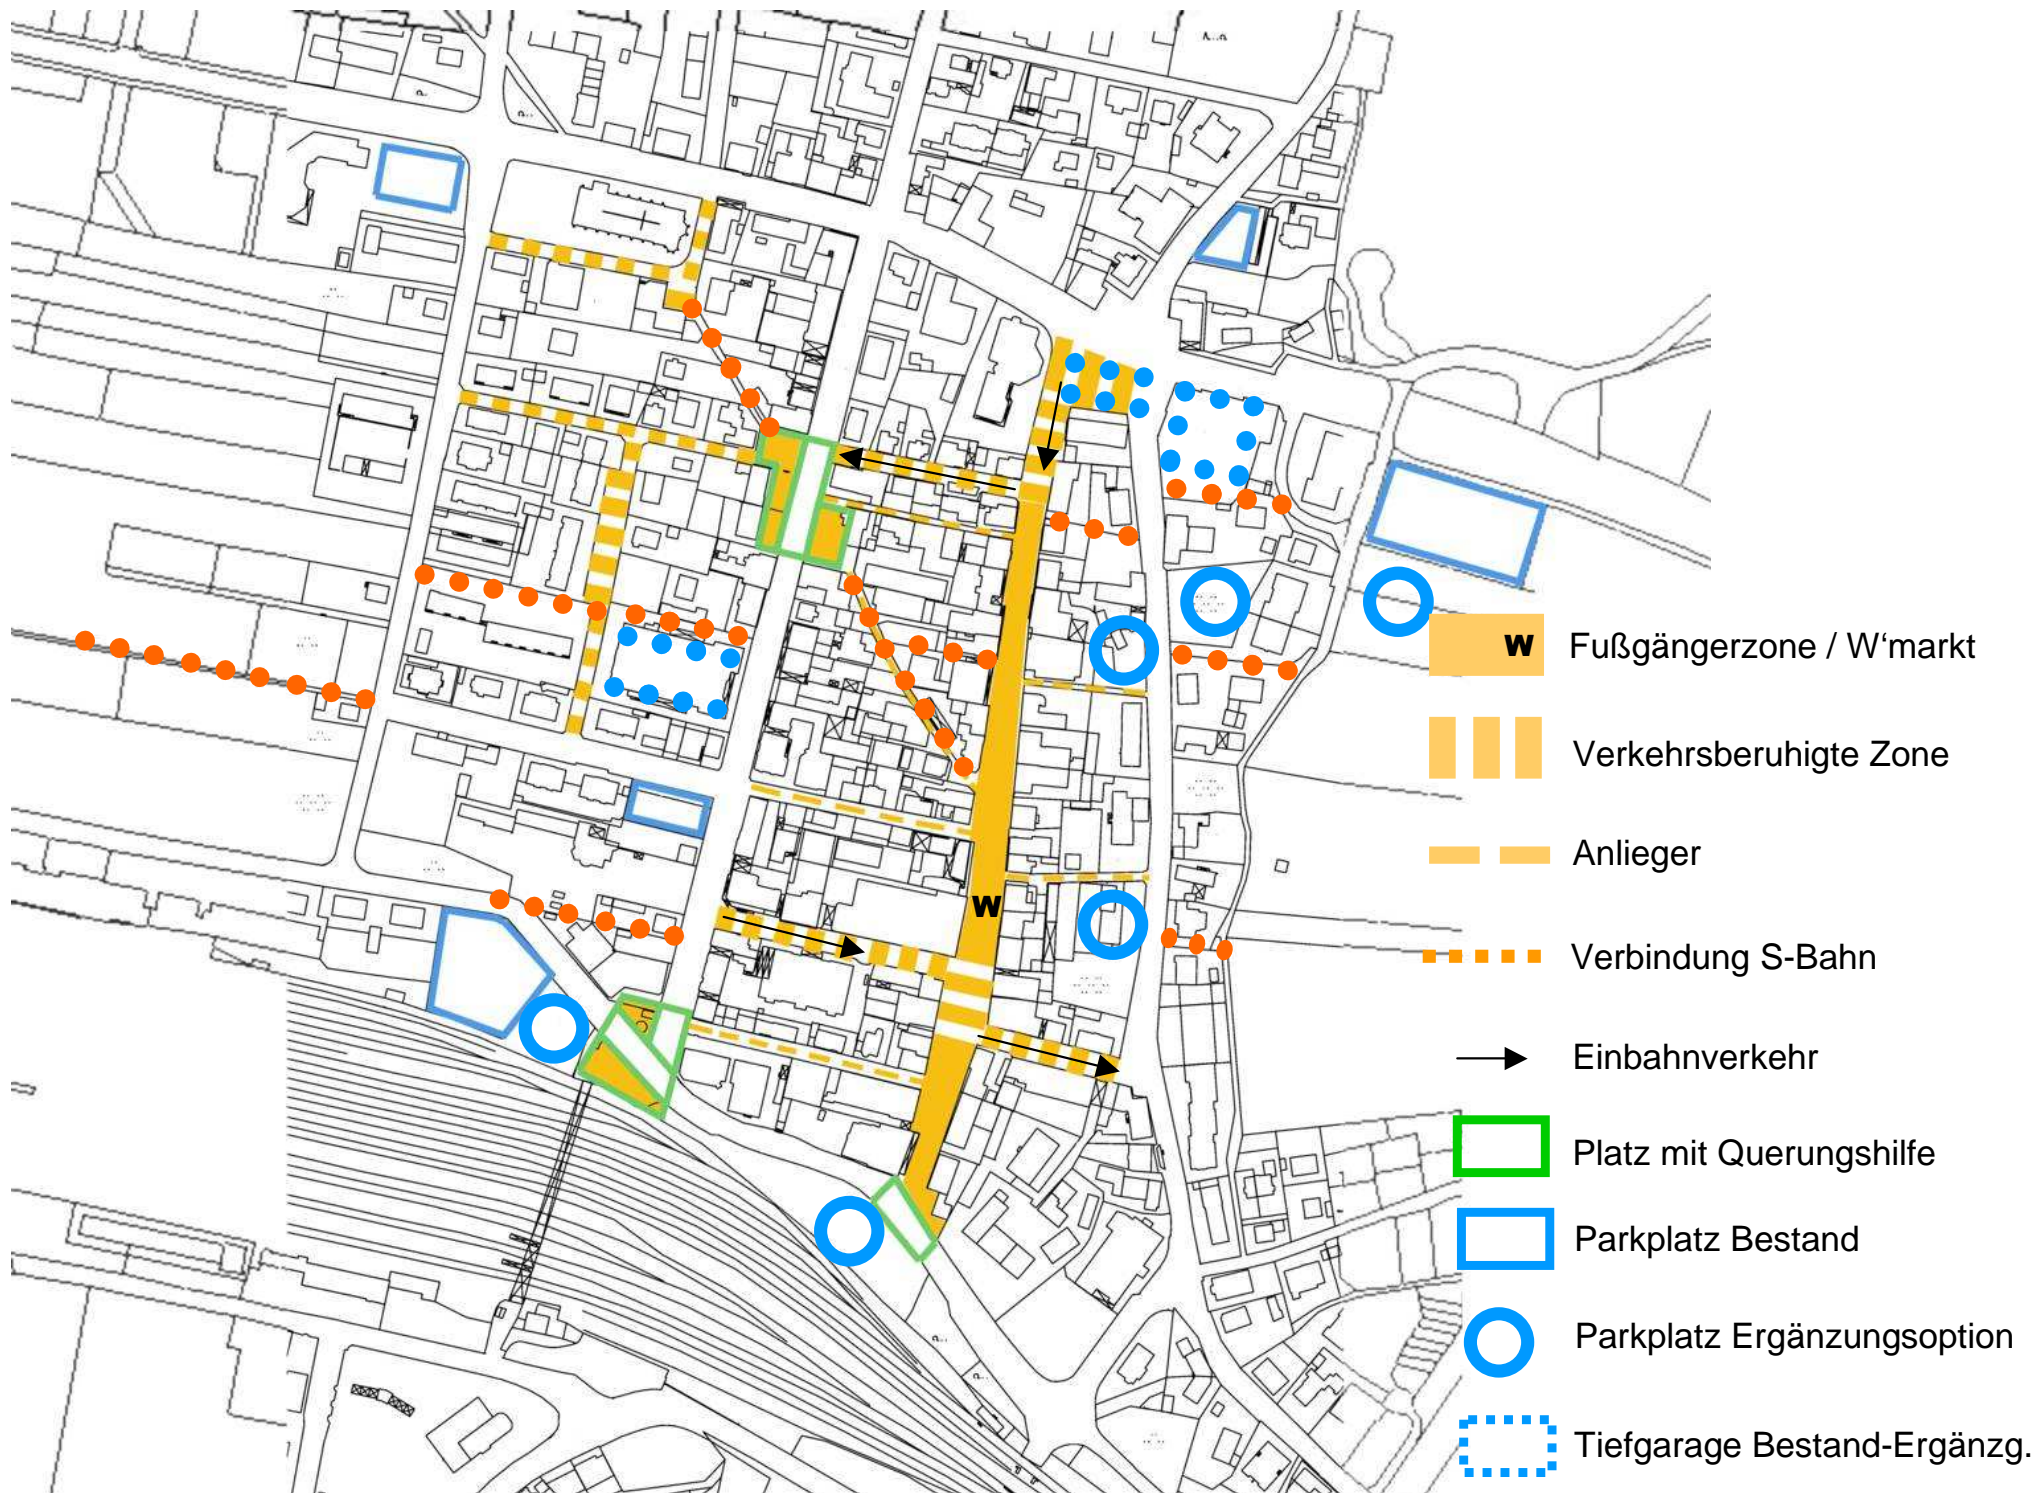 W
W Fußgängerzone / W‘markt
Verkehrsberuhigte Zone
Anlieger
Verbindung S-Bahn
Einbahnverkehr
Platz mit Querungshilfe
Parkplatz Bestand
Parkplatz Ergänzungsoption
Tiefgarage Bestand-Ergänzg.